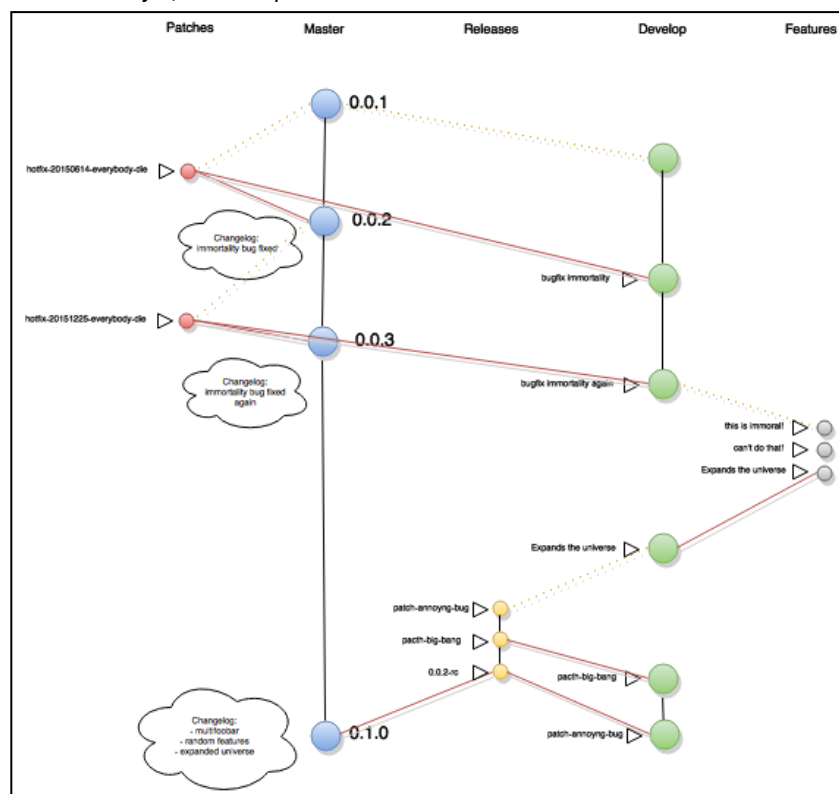 Patches Master Releases Develop Features
0.0.1
hotfix-20150614-everybody-die
0.0.2
Changelog:
immortality bug fixed
bugfix immortality
hotfix-20151225-everybody-die
0.0.3
Changelog:
immortality bug fixed
again
bugfix immortality again
this is immoral!
can't do that!
Expands the universe
Expands the universe
patch-annoyng-bug
pacth-big-bang
0.0.2-rc
pacth-big-bang
Changelog:
- multifoobar
- random features
- expanded universe
0.1.0
patch-annoyng-bug